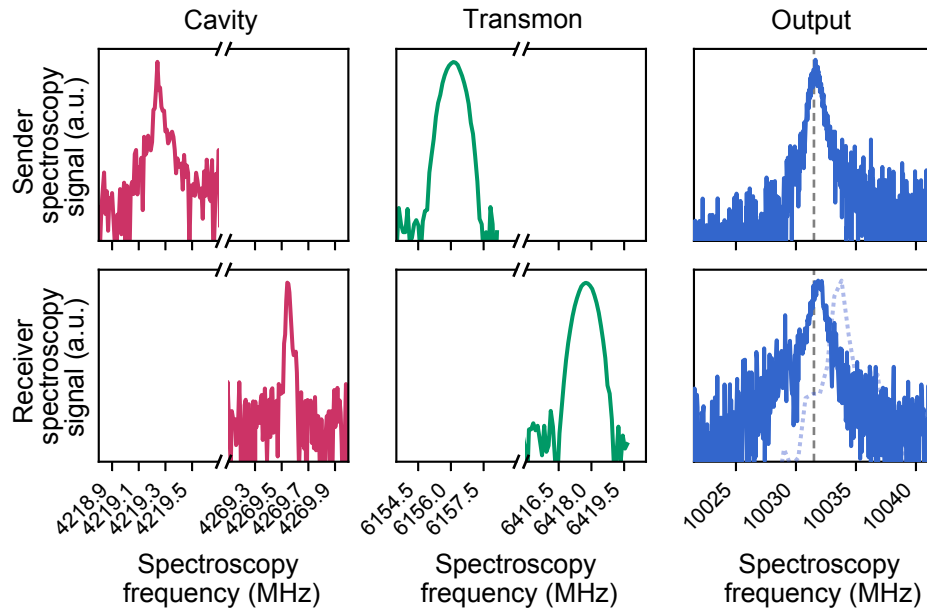 Cavity
Transmon
Output
Sender
spectroscopy
signal (a.u.)
Receiver
spectroscopy
signal (a.u.)
4218.9
4219.1
4219.3
4219.5
4269.3
4269.5
4269.7
4269.9
6154.5
6156.0
6157.5
6416.5
6418.0
6419.5
10025
10030
10035
10040
Spectroscopy
frequency (MHz)
Spectroscopy
frequency (MHz)
Spectroscopy
frequency (MHz)